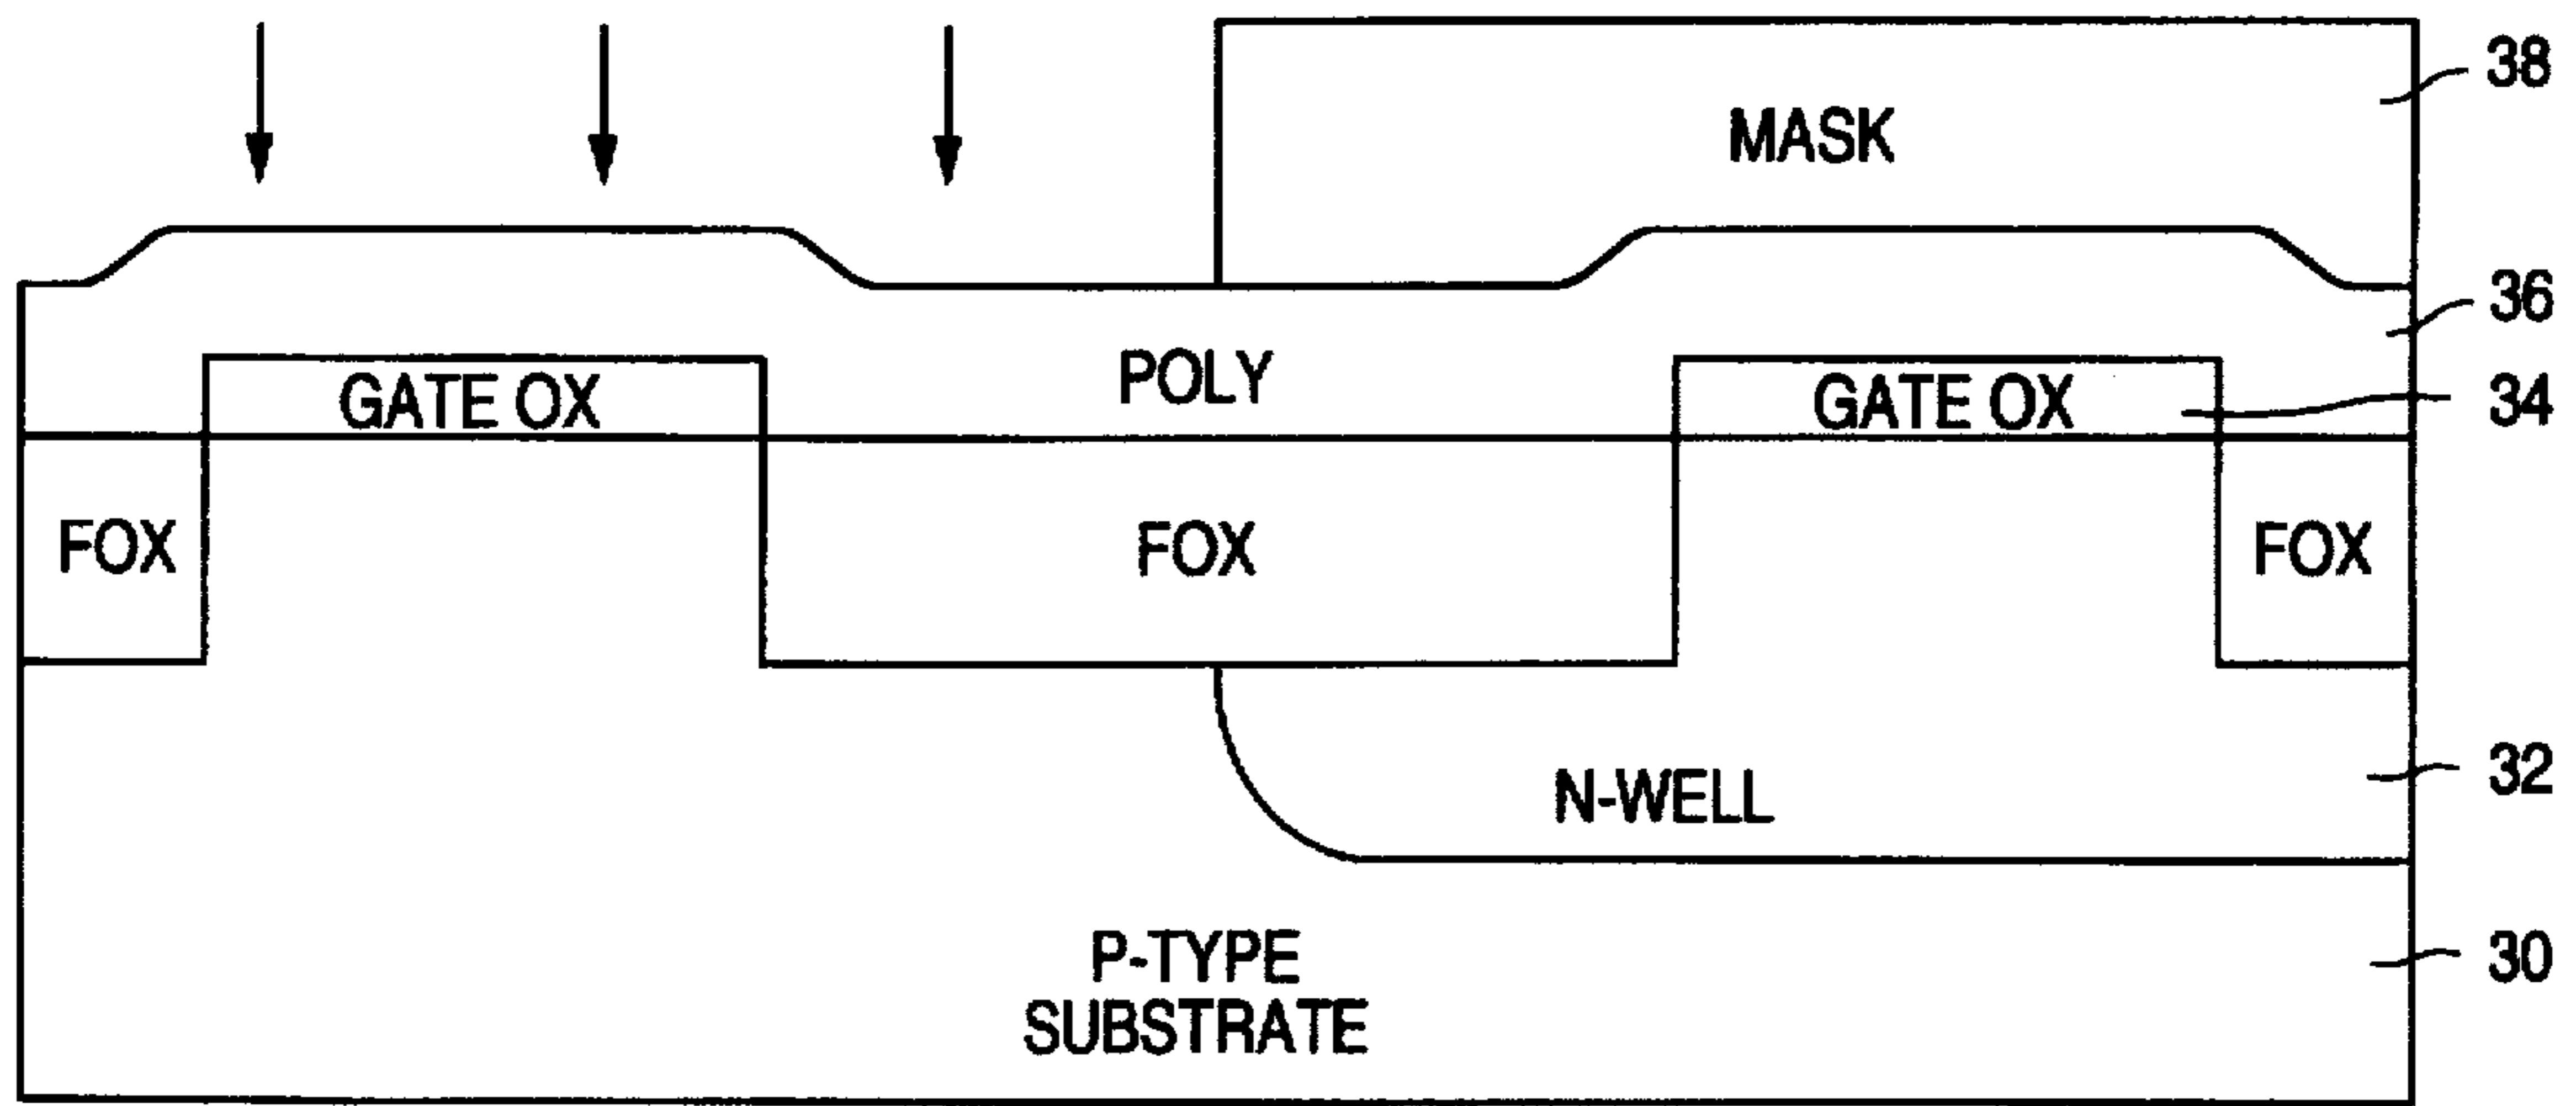 38
MASK
36
POLY
GATE OX
GATE OX
34
FOX
FOX
FOX
32
N-WELL
P-TYPE
SUBSTRATE
30